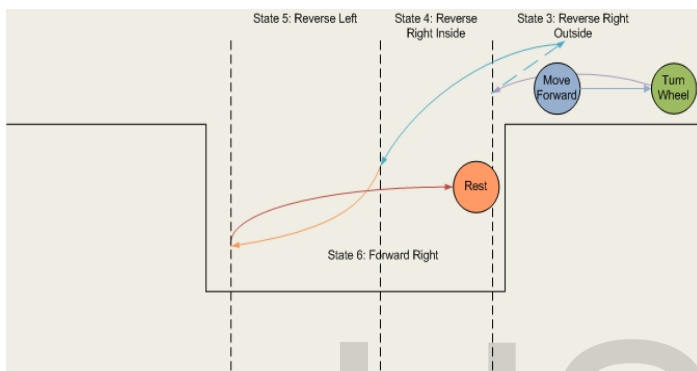 State 5: Reverse Left
State 4: Reverse
Right Inside
State 3: Reverse Right
Outside
Move
Forward
Turn
Wheel
Rest
State 6: Forward Right